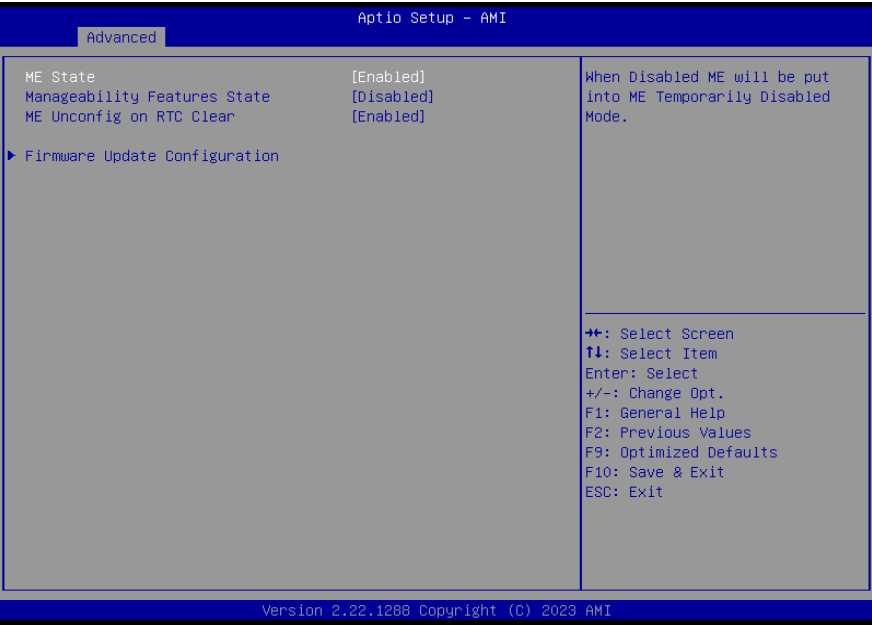 Aptio Setup - AMI
Advanced
ME State [Enabled]
Manageability Features State [Disabled]
ME Unconfig on RTC Clear [Enabled]
Firmware Update Configuration
When Disabled ME will be put
into ME Temporarily Disabled
Mode.
→←: Select Screen
↑↓: Select Item
Enter: Select
+/-: Change Opt.
F1: General Help
F2: Previous Values
F9: Optimized Defaults
F10: Save & Exit
ESC: Exit
Version 2.22.1288 Copyright (C) 2023 AMI